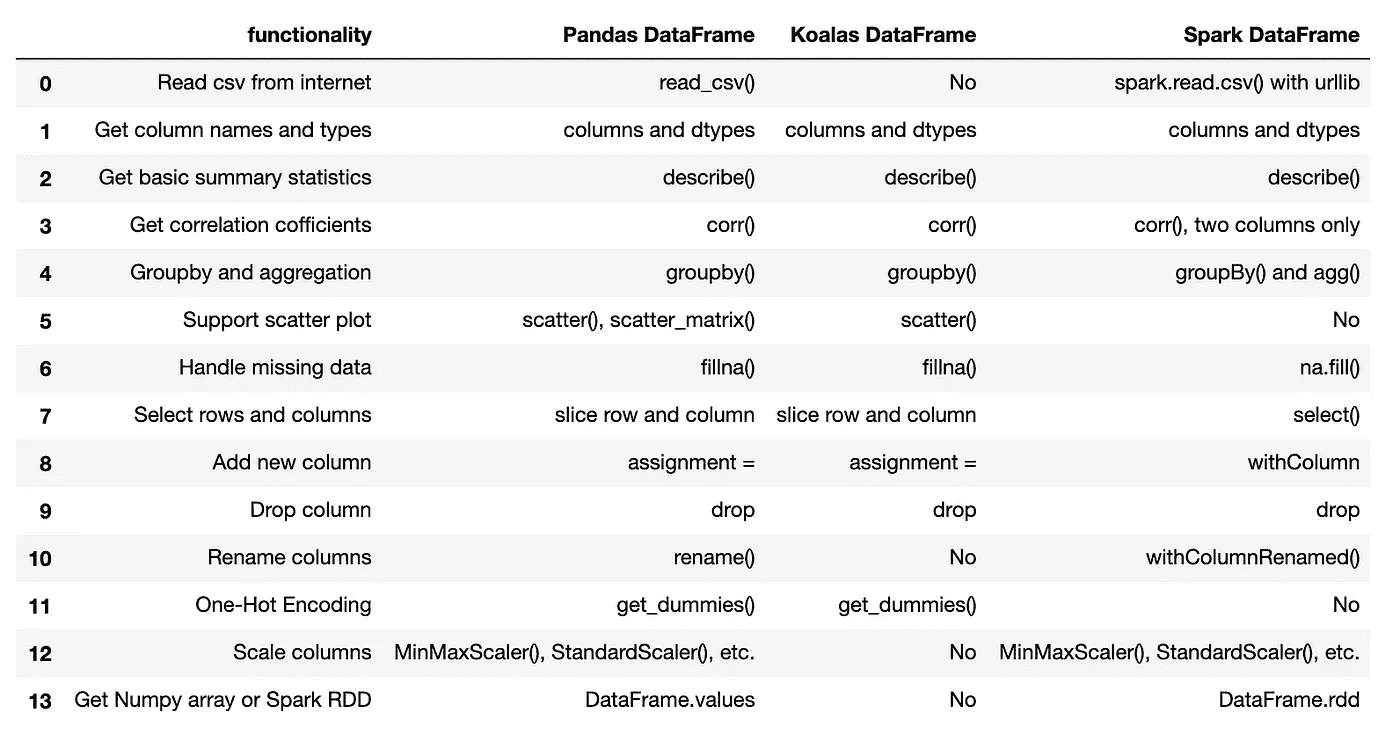 functionality Pandas DataFrame Koalas DataFrame Spark DataFrame
0 Read csv from internet read_csv() No spark.read.csv() with urllib
1 Get column names and types columns and dtypes columns and dtypes columns and dtypes
2 Get basic summary statistics describe() describe() describe()
3 Get correlation cofficients corr() corr() corr(), two columns only
4 Groupby and aggregation groupby() groupby() groupBy() and agg()
5 Support scatter plot scatter(), scatter_matrix() scatter() No
6 Handle missing data fillna() fillna() na.fill()
7 Select rows and columns slice row and column slice row and column select()
8 Add new column assignment = assignment = withColumn
9 Drop column drop drop drop
10 Rename columns rename() No withColumnRenamed()
11 One-Hot Encoding get_dummies() get_dummies() No
12 Scale columns MinMaxScaler(), StandardScaler(), etc. No MinMaxScaler(), StandardScaler(), etc.
13 Get Numpy array or Spark RDD DataFrame.values No DataFrame.rdd